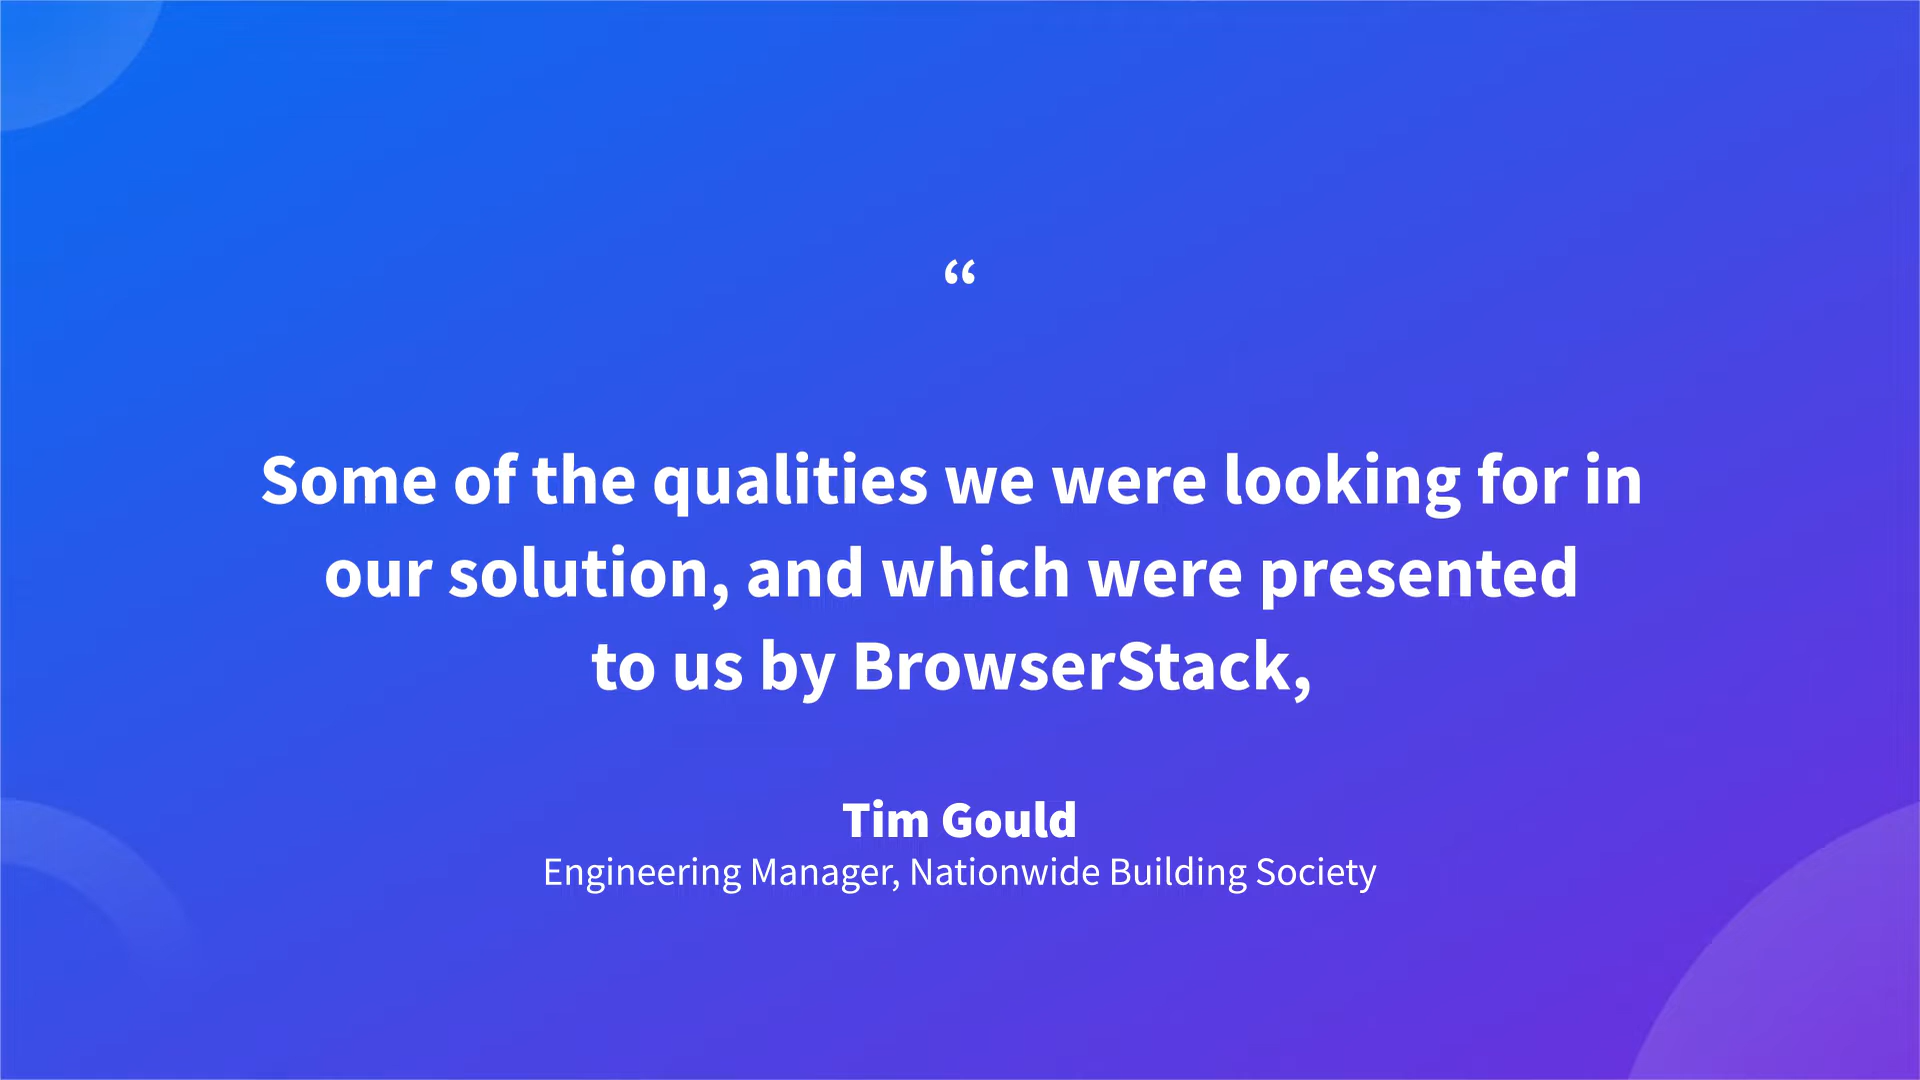 “
Some of the qualities we were looking for in
our solution, and which were presented
to us by BrowserStack,
Tim Gould
Engineering Manager, Nationwide Building Society